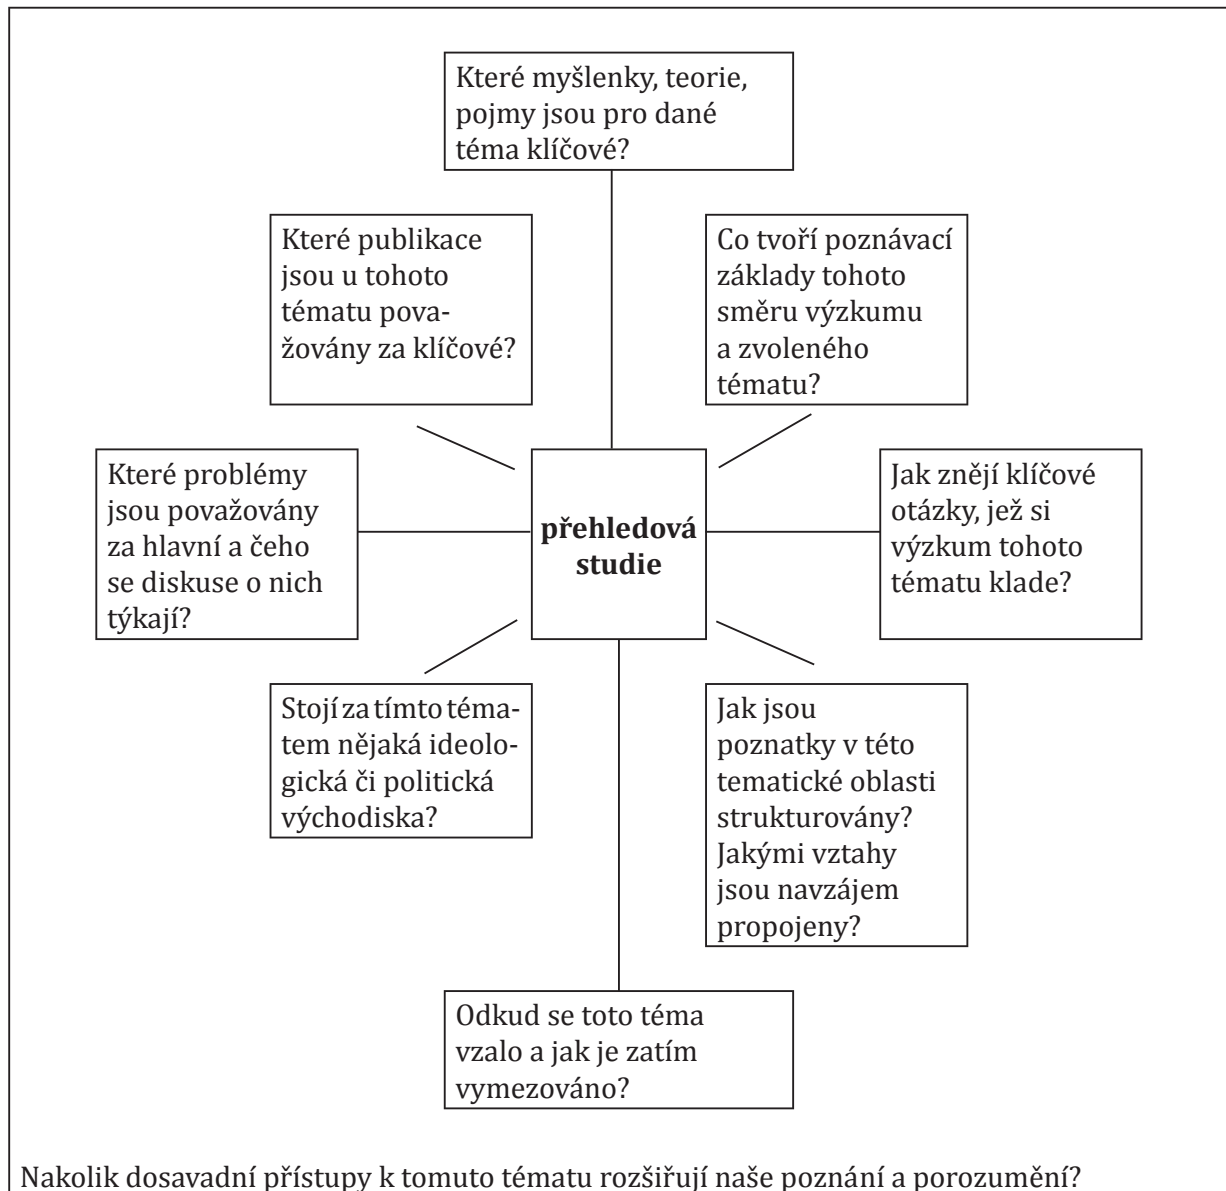 Které myšlenky, teorie,
pojmy jsou pro dané
téma klíčové?
Které publikace
jsou u tohoto
tématu pova-
žovány za klíčové?
Co tvoří poznávací
základy tohoto
směru výzkumu
a zvoleného
tématu?
Které problémy
jsou považovány
za hlavní a čeho
se diskuse o nich
týkají?
přehledová
studie
Jak znějí klíčové
otázky, jež si
výzkum tohoto
tématu klade?
Stojí za tímto téma-
tem nějaká ideolo-
gická či politická
východiska?
Jak jsou
poznatky v této
tematické oblasti
strukturovány?
Jakými vztahy
jsou navzájem
propojeny?
Odkud se toto téma
vzalo a jak je zatím
vymezováno?
Nakolik dosavadní přístupy k tomuto tématu rozšiřují naše poznání a porozumění?